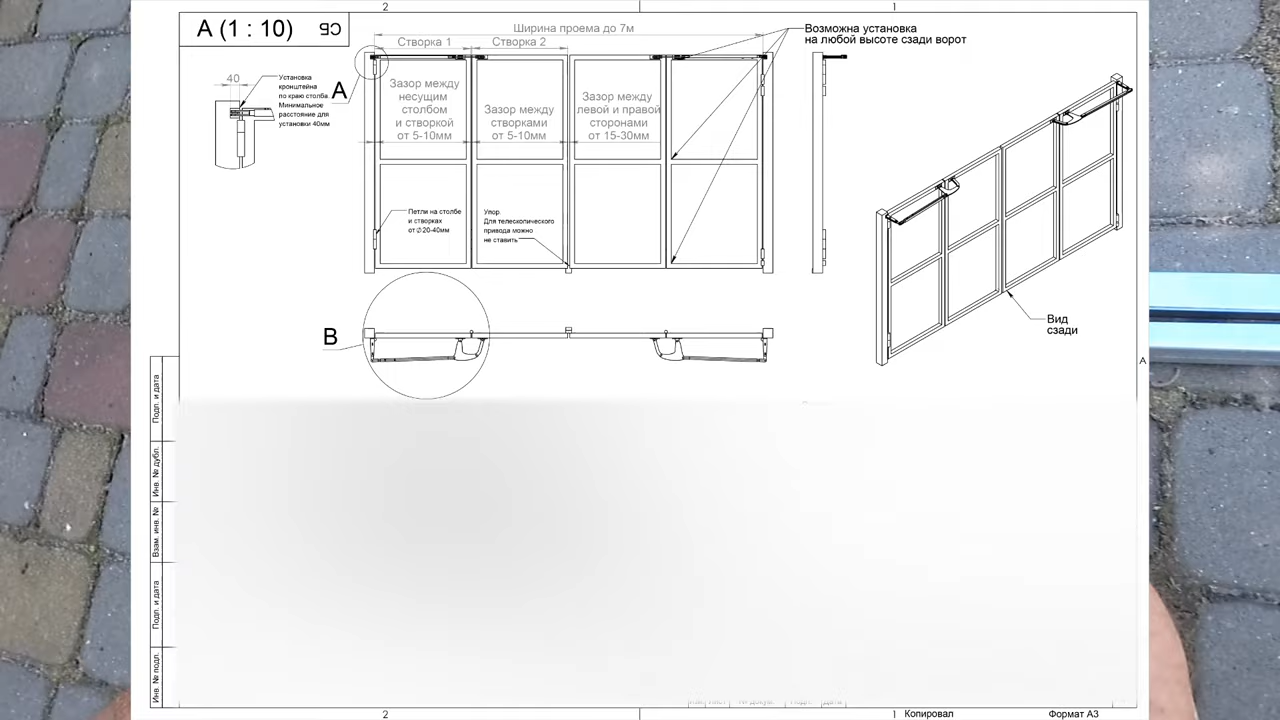 2
1
А (1 : 10)
СБ
Ширина проема до 7м
Створка 1
Створка 2
Возможна установка
на любой высоте сзади ворот
40
Установка
кронштейна
по краю столба
Минимальное
расстояние для
установки 40мм
А
Зазор между
несущим
столбом
и створкой
от 5-10мм
Зазор между
створками
от 5-10мм
Зазор между
левой и правой
сторонами
от 15-30мм
Петли на столбе
и створках
от∅20-40мм
Упор.
Для телескопического
привода можно
не ставить
Вид
сзади
В
А
Подп. и дата
Инв. № дубл.
Взам. инв. №
Подп. и дата
Инв. № подл.
2
1
Копировал
Формат А3